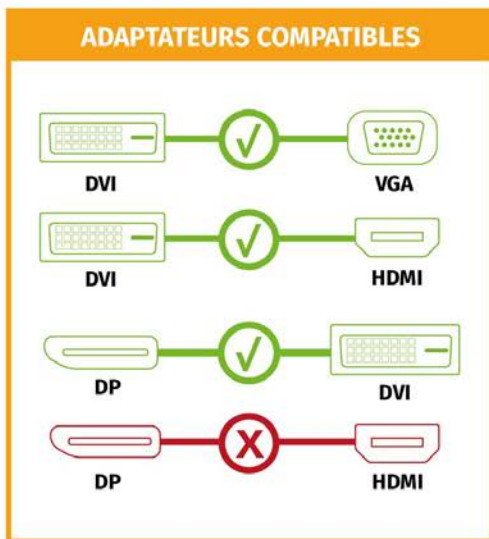 ADAPTATEURS COMPATIBLES
DVI VGA
DVI HDMI
DP DVI
X
DP HDMI